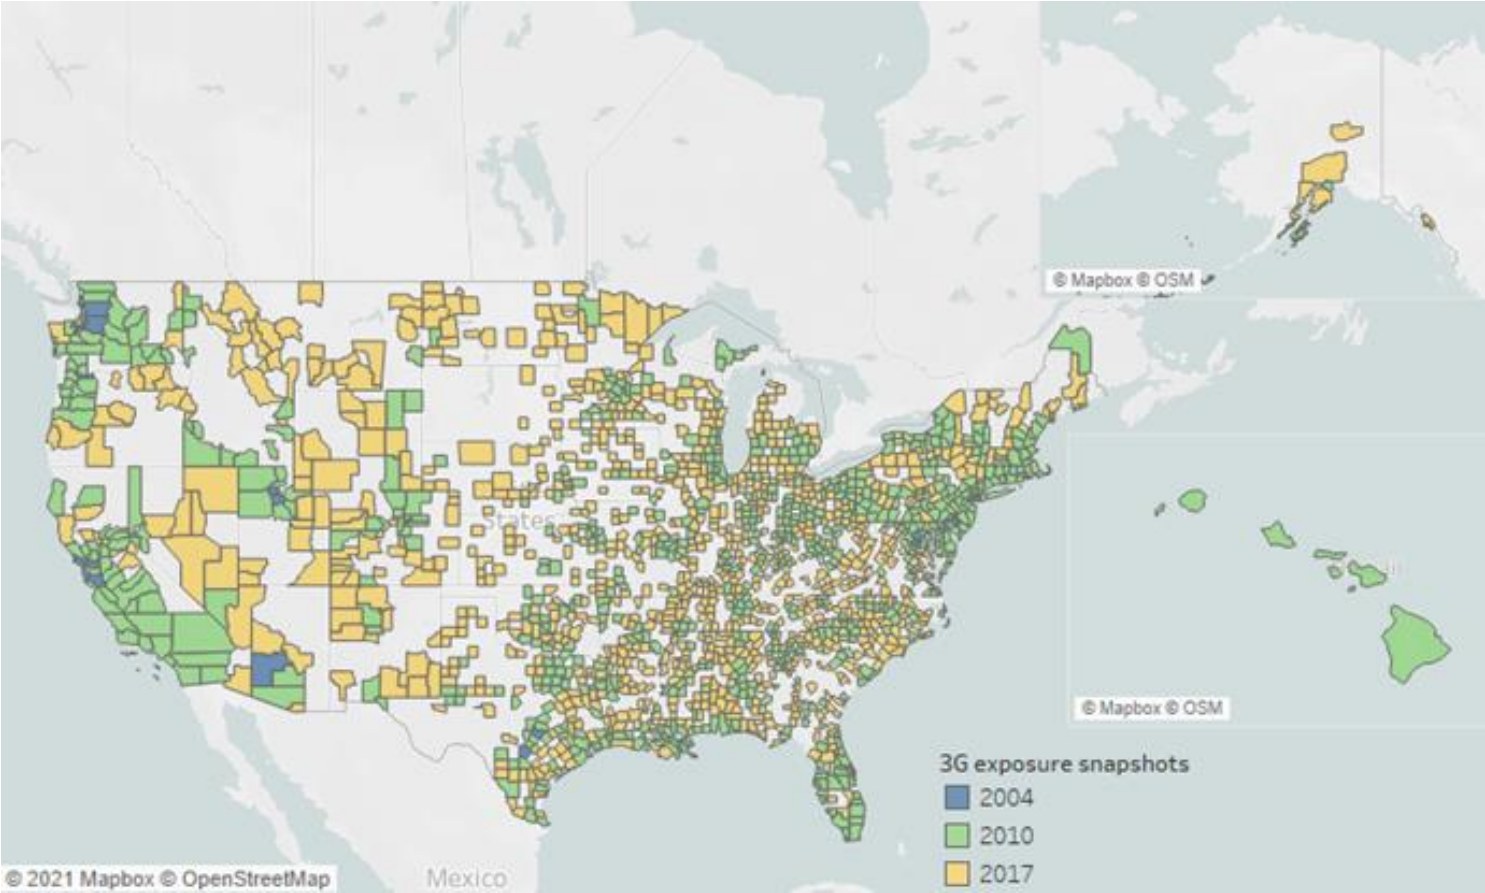 © Mapbox © OSM
States
© Mapbox © OSM
3G exposure snapshots
2004
2010
2017
© 2021 Mapbox © OpenStreetMap
Mexico